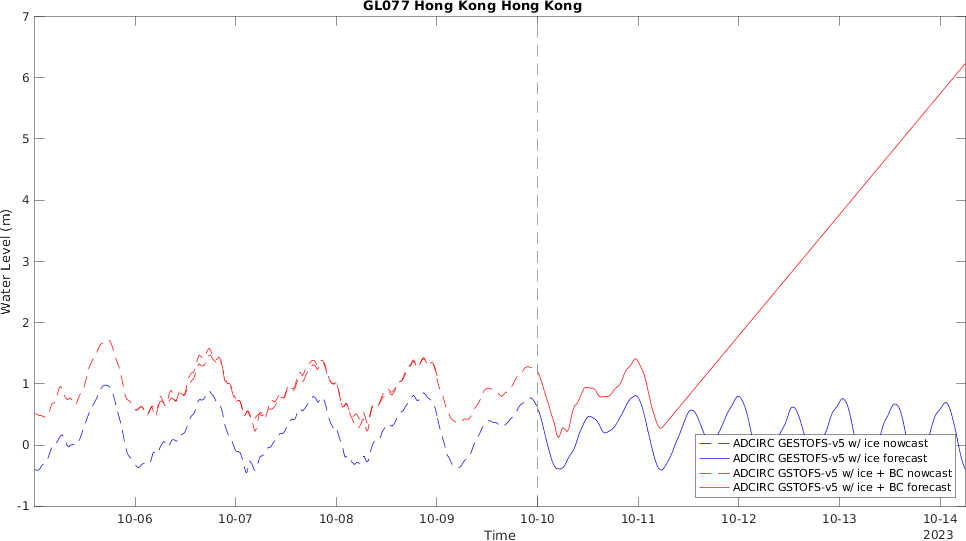 GL077 Hong Kong Hong Kong
7
6
5
4
3
2
1
0
-1
Water Level (m)
ADCIRC GESTOFS-v5 w/ ice nowcast
ADCIRC GESTOFS-v5 w/ ice forecast
ADCIRC GSTOFS-v5 w/ ice + BC nowcast
ADCIRC GSTOFS-v5 w/ ice + BC forecast
10-06 10-07 10-08 10-09 10-10 10-11 10-12 10-13 10-14
2023
Time